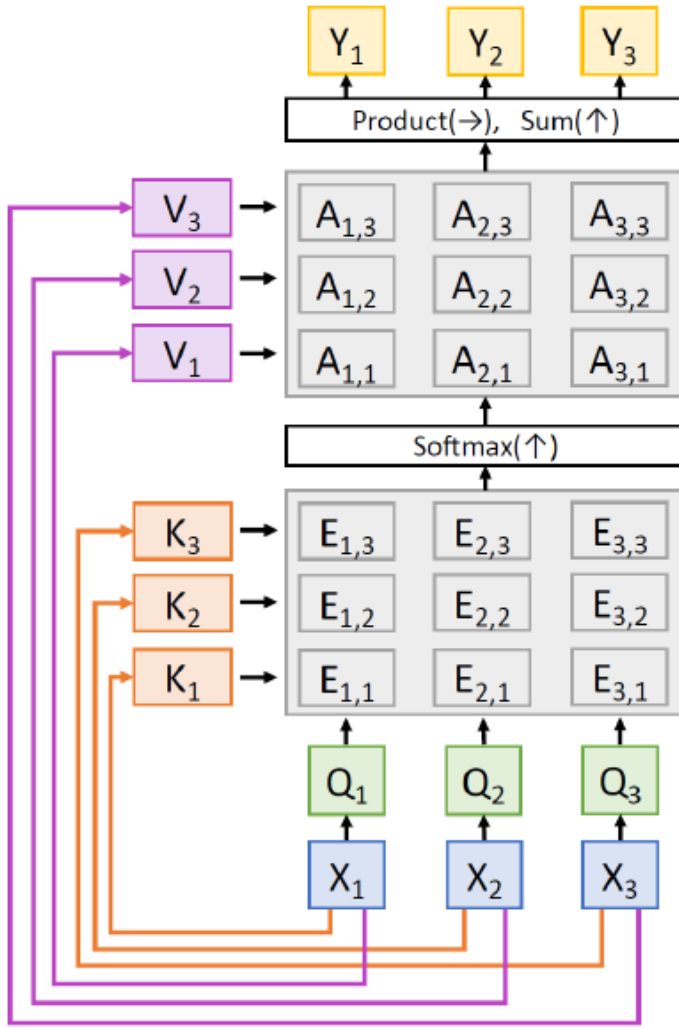 Y₁ Y₂ Y₃
Product(→), Sum(↑)
V₃ A₁,₃ A₂,₃ A₃,₃
V₂ A₁,₂ A₂,₂ A₃,₂
V₁ A₁,₁ A₂,₁ A₃,₁
Softmax(↑)
K₃ E₁,₃ E₂,₃ E₃,₃
K₂ E₁,₂ E₂,₂ E₃,₂
K₁ E₁,₁ E₂,₁ E₃,₁
Q₁ Q₂ Q₃
X₁ X₂ X₃